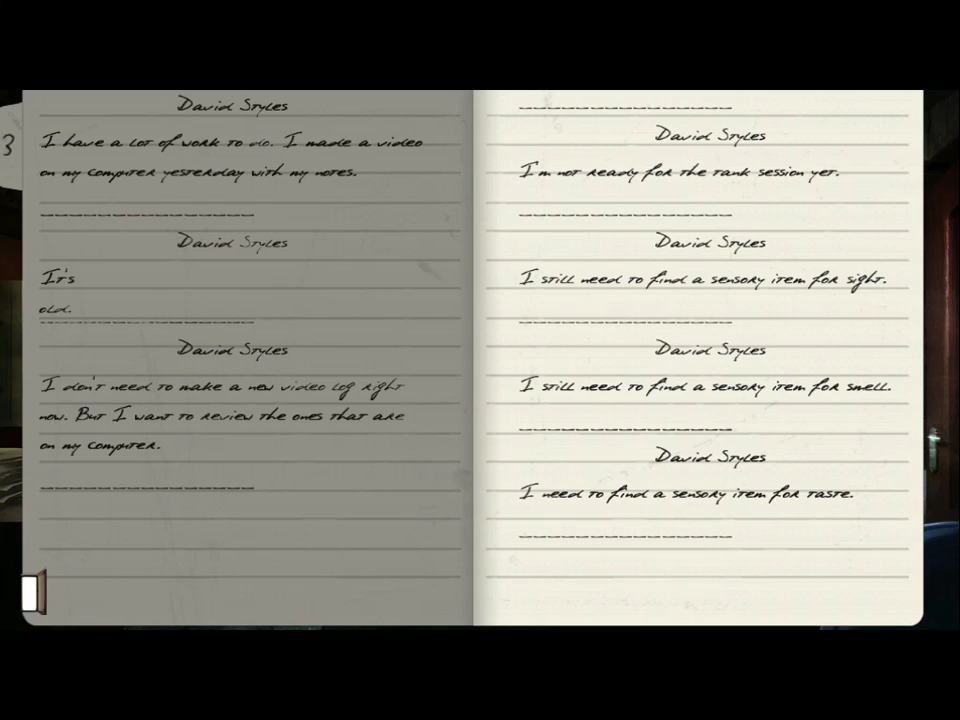 3
David Styles
I have a lot of work to do. I made a video
on my computer yesterday with my notes.
-------------------
David Styles
It's
old.
-------------------
David Styles
I don't need to make a new video log right
now. But I want to review the ones that are
on my computer.
-------------------
-------------------
David Styles
I'm not ready for the tank session yet.
-------------------
David Styles
I still need to find a sensory item for sight.
-------------------
David Styles
I still need to find a sensory item for smell.
-------------------
David Styles
I need to find a sensory item for taste.
-------------------